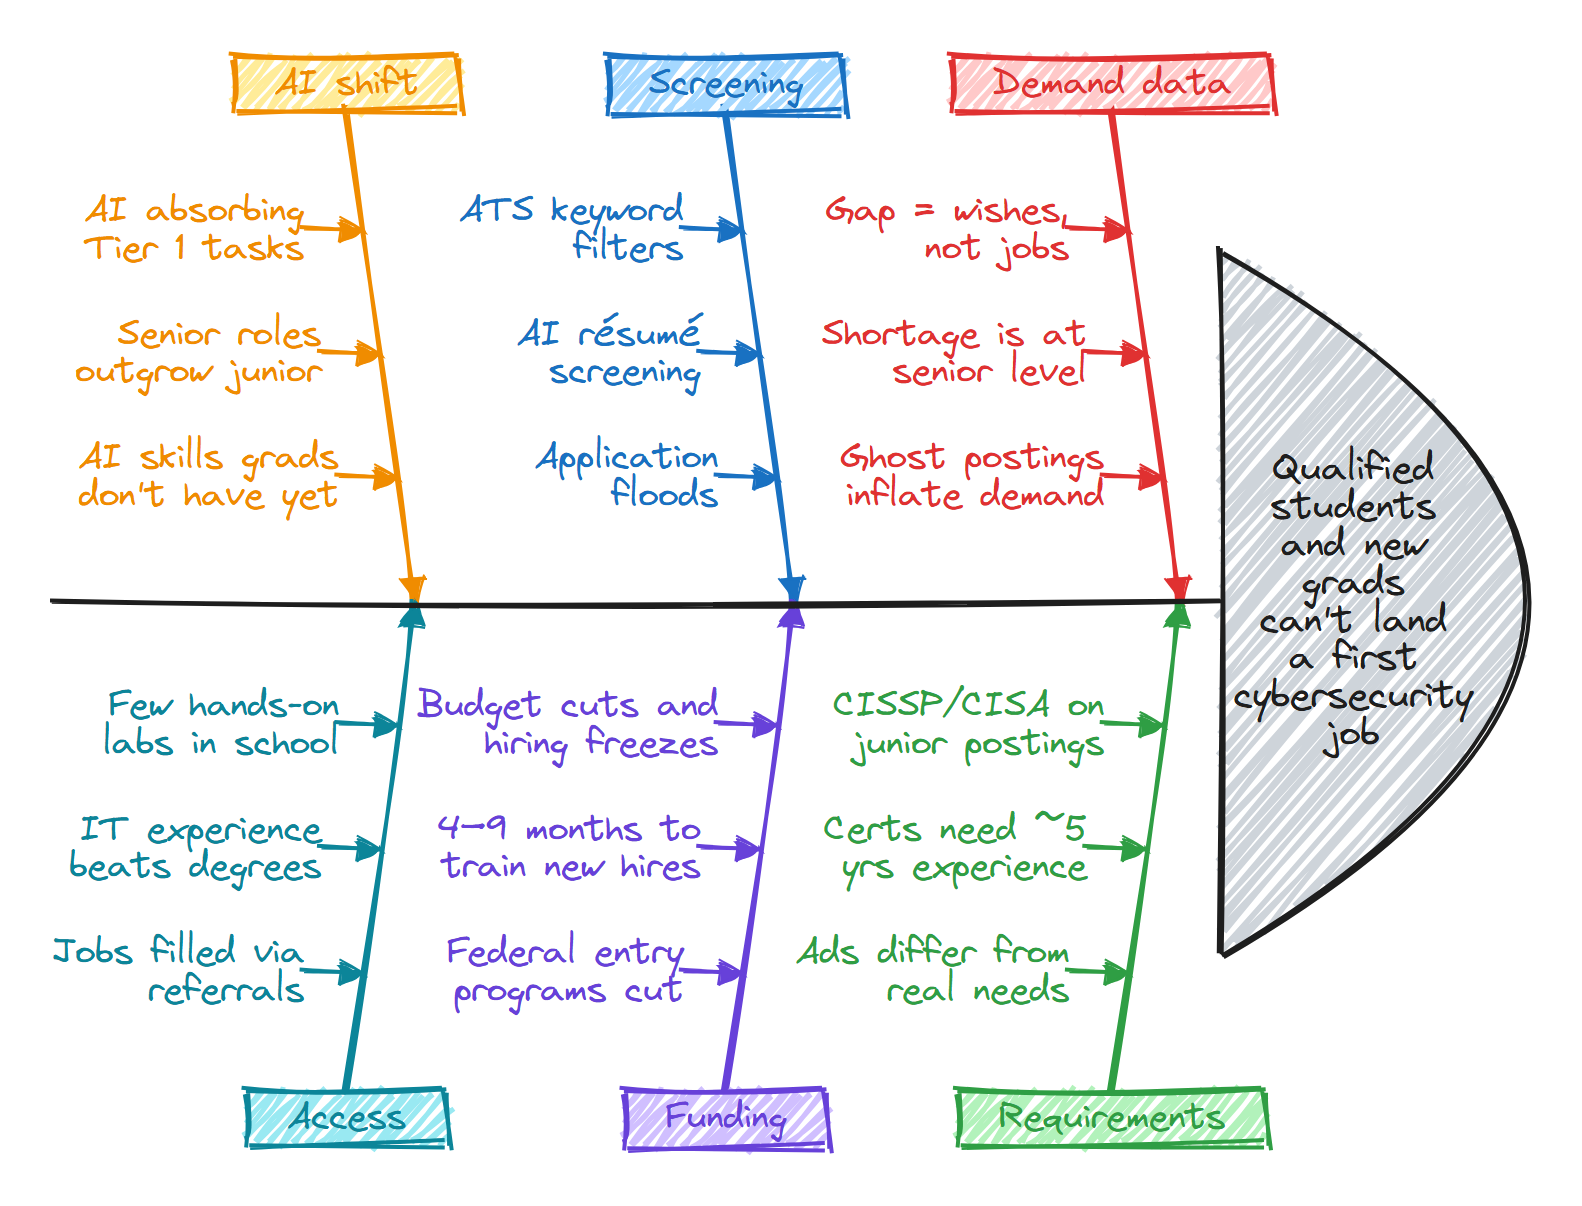 AI shift
Screening
Demand data
AI absorbing
Tier 1 tasks
Senior roles
outgrow junior
AI skills grads
don't have yet
ATS keyword
filters
AI résumé
screening
Application
floods
Gap = wishes,
not jobs
Shortage is at
senior level
Ghost postings
inflate demand
Qualified
students
and new
grads
can't land
a first
cybersecurity
job
Few hands-on
labs in school
IT experience
beats degrees
Jobs filled via
referrals
Budget cuts and
hiring freezes
4–9 months to
train new hires
Federal entry
programs cut
CISSP/CISA on
junior postings
Certs need ~5
yrs experience
Ads differ from
real needs
Access
Funding
Requirements